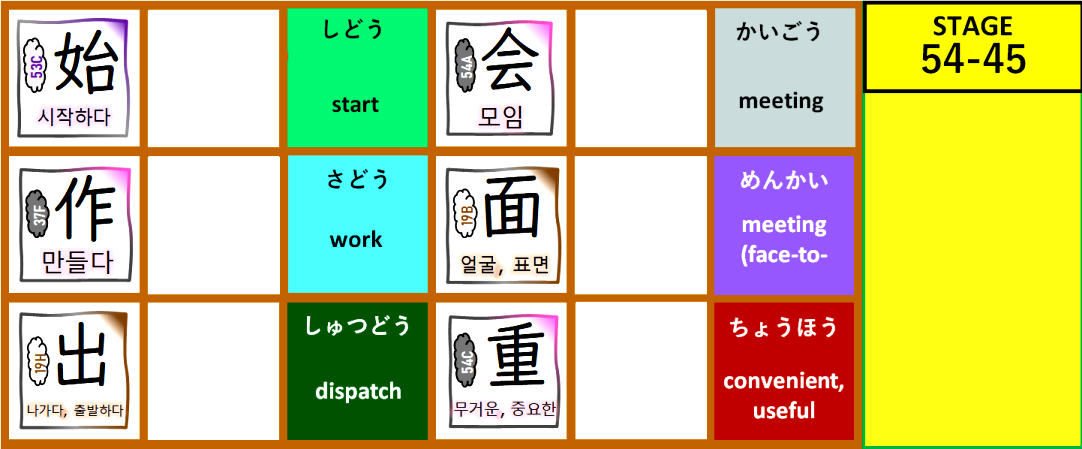 53C
始
시작하다
しどう
start
54A
会
모임
かいごう
meeting
STAGE
54-45
37F
作
만들다
さどう
work
19B
面
얼굴, 표면
めんかい
meeting
(face-to-
19H
出
나가다, 출발하다
しゅつどう
dispatch
54C
重
무거운, 중요한
ちょうほう
convenient,
useful